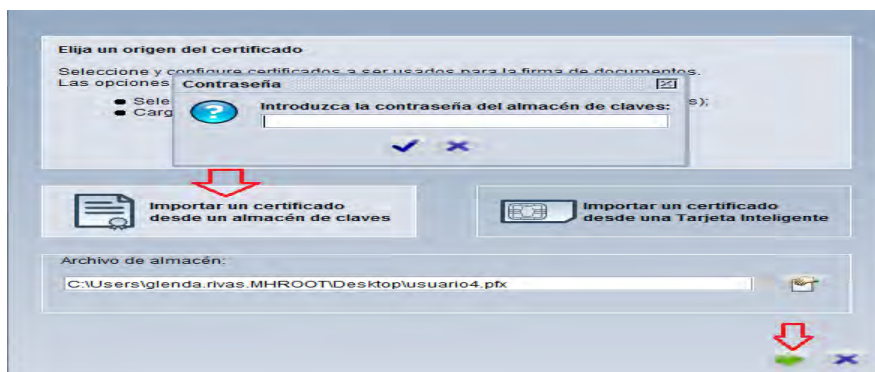 Elija un origen del certificado
Seleccione y configure certificados a ser usados para la firma de documentos.
Las opciones
Contraseña
Sele
s);
Carg
Introduzca la contraseña del almacén de claves:
Importar un certificado
desde un almacén de claves
Importar un certificado
desde una Tarjeta Inteligente
Archivo de almacén:
C:\Users\glenda.rivas.MHROOT\Desktop\usuario4.pfx